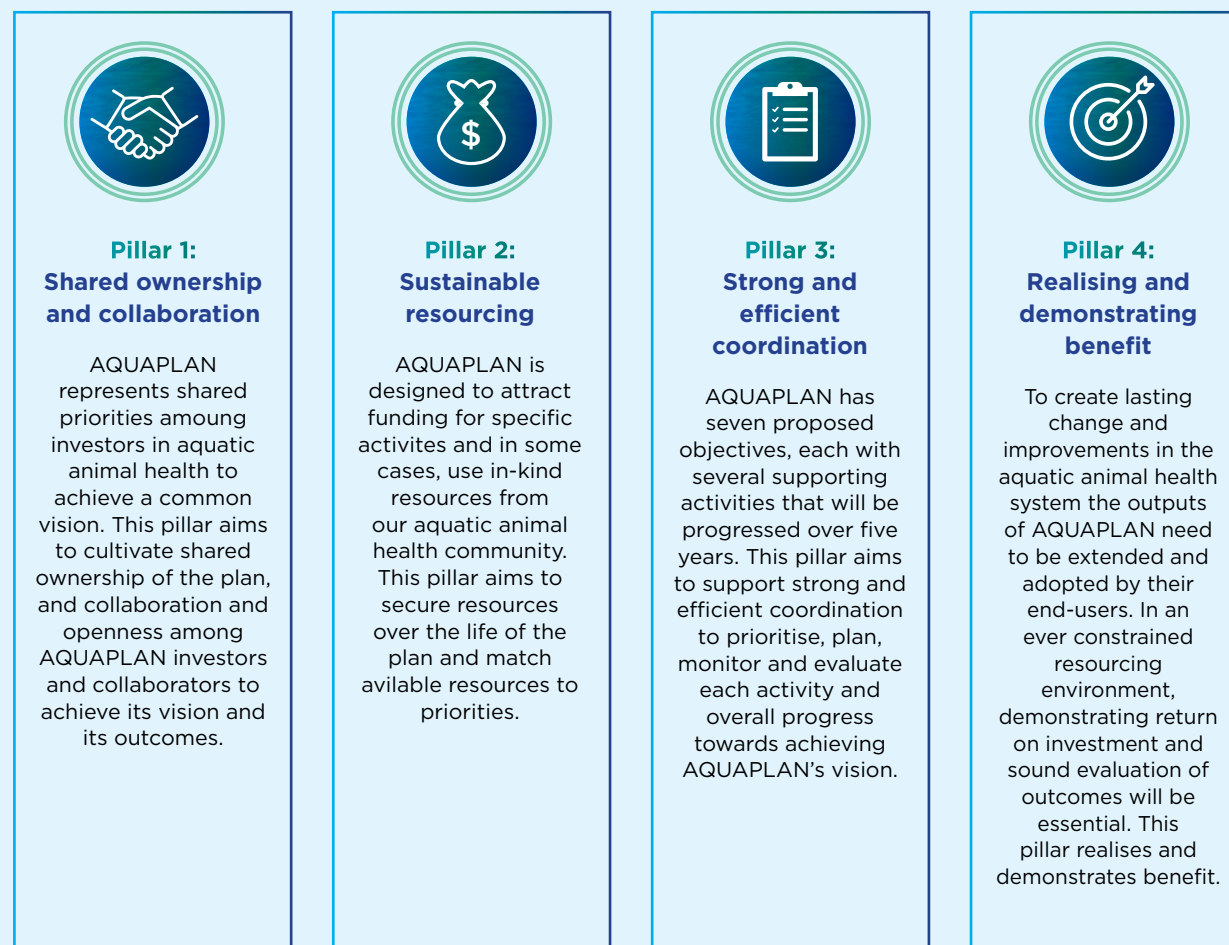 Pillar 1:
Shared ownership
and collaboration
AQUAPLAN
represents shared
priorities amoung
investors in aquatic
animal health to
achieve a common
vision. This pillar aims
to cultivate shared
ownership of the plan,
and collaboration and
openness among
AQUAPLAN investors
and collaborators to
achieve its vision and
its outcomes.
$
Pillar 2:
Sustainable
resourcing
AQUAPLAN is
designed to attract
funding for specific
activites and in some
cases, use in-kind
resources from
our aquatic animal
health community.
This pillar aims to
secure resources
over the life of the
plan and match
avilable resources to
priorities.
Pillar 3:
Strong and
efficient
coordination
AQUAPLAN has
seven proposed
objectives, each with
several supporting
activities that will be
progressed over five
years. This pillar aims
to support strong and
efficient coordination
to prioritise, plan,
monitor and evaluate
each activity and
overall progress
towards achieving
AQUAPLAN's vision.
Pillar 4:
Realising and
demonstrating
benefit
To create lasting
change and
improvements in the
aquatic animal health
system the outputs
of AQUAPLAN need
to be extended and
adopted by their
end-users. In an
ever constrained
resourcing
environment,
demonstrating return
on investment and
sound evaluation of
outcomes will be
essential. This
pillar realises and
demonstrates benefit.